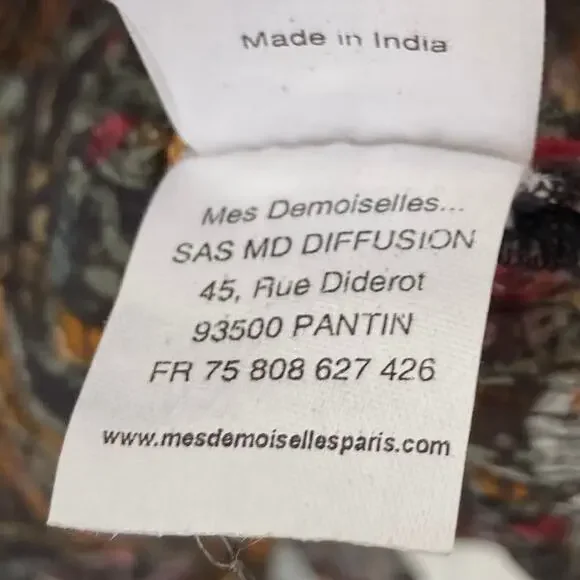 Made in India
Mes Demoiselles...
SAS MD DIFFUSION
45, Rue Diderot
93500 PANTIN
FR 75 808 627 426
www.mesdemoisellesparis.com